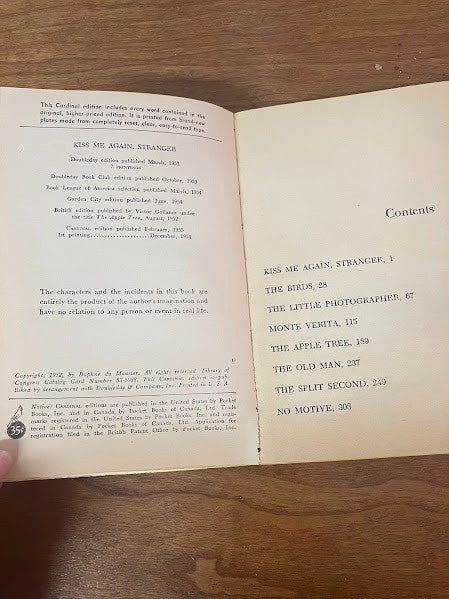 This Cardinal edition includes every word contained in the
original, higher-priced edition. It is printed from brand-new
plates made from completely reset, clear, easy-to-read type.
KISS ME AGAIN, STRANGER
Doubleday edition published March, 1953
2 PRINTINGS
Doubleday Book Club edition published October, 1953
Book League of America selection published March, 1954
Garden City edition published June, 1954
British edition published by Victor Gollancz under
the title The Apple Tree, August, 1952
CARDINAL edition published February, 1955
1st printing......................December, 1954
The characters and the incidents in this book are
entirely the product of the author's imagination and
have no relation to any person or event in real life.
Copyright, 1952, by Daphne du Maurier. All rights reserved. Library of
Congress Catalog Card Number This CARDINAL edition is pub-
lished by arrangement with Doubleday & Company, Inc. Printed in U. S. A.
Notice: CARDINAL editions are published in the United States by Pocket
Books, Inc. and in Canada by Pocket Books of Canada, Ltd. Trade
marks registered in the United States by Pocket Books, Inc. and regis-
tered in Canada by Pocket Books of Canada, Ltd. Application for
registration filed in the British Patent Office by Pocket Books, Inc.
35¢
Contents
KISS ME AGAIN, STRANGER, 1
THE BIRDS, 28
THE LITTLE PHOTOGRAPHER, 67
MONTE VERITA, 115
THE APPLE TREE, 189
THE OLD MAN, 237
THE SPLIT SECOND, 249
NO MOTIVE, 303